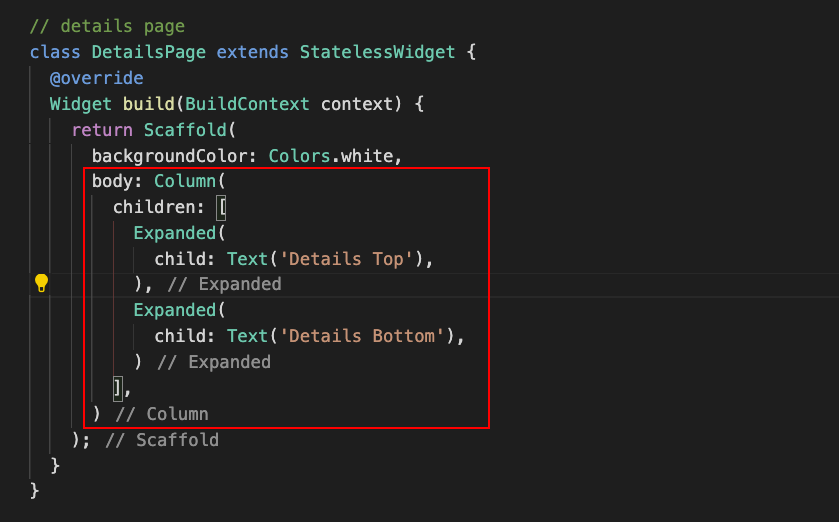 // details page
class DetailsPage extends StatelessWidget {
@override
Widget build(BuildContext context) {
return Scaffold(
backgroundColor: Colors.white,
body: Column(
children: [
Expanded(
child: Text('Details Top'),
), // Expanded
Expanded(
child: Text('Details Bottom'),
) // Expanded
],
) // Column
); // Scaffold
}
}